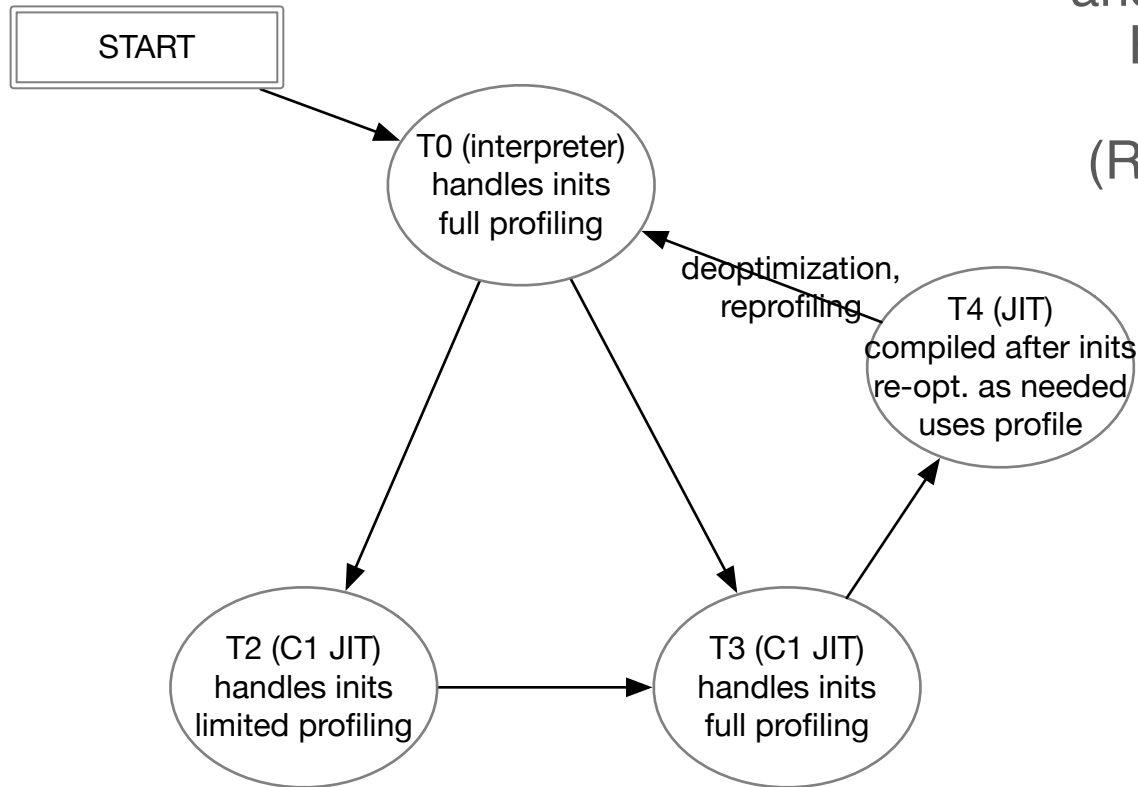 START
T0 (interpreter)
handles inits
full profiling
deoptimization,
reprofiling
T4 (JIT)
compiled after inits
re-opt. as needed
uses profile
T2 (C1 JIT)
handles inits
limited profiling
T3 (C1 JIT)
handles inits
full profiling